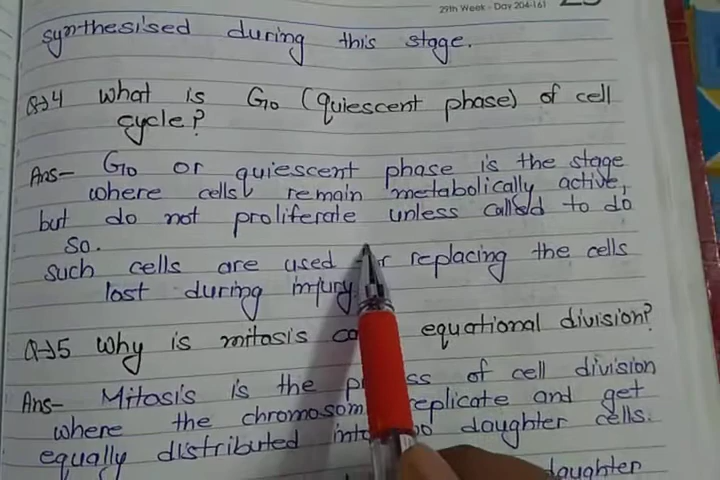 29th Week - Day 204-161
synthesised during this stage.
Q→4 What is G0 (quiescent phase) of cell
cycle?
Ans- G0 or quiescent phase is the stage
where cells remain metabolically active,
but do not proliferate unless called to do
so.
such cells are used replacing the cells
lost during injury
Q→5 Why is mitosis equational division?
Ans- Mitosis is the of cell division
where the replicate and get
equally distributed daughter cells.
daughter